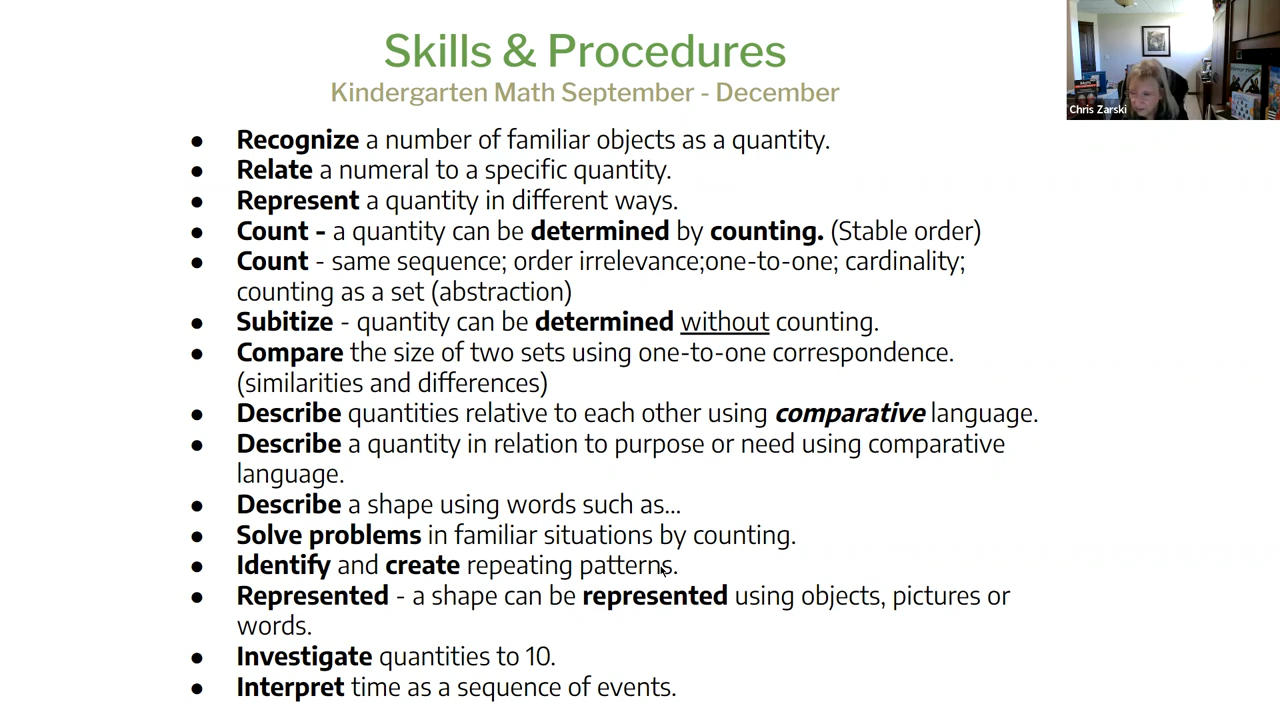 Skills & Procedures
Kindergarten Math September - December
Chris Zarski
● Recognize a number of familiar objects as a quantity.
● Relate a numeral to a specific quantity.
● Represent a quantity in different ways.
● Count - a quantity can be determined by counting. (Stable order)
● Count - same sequence; order irrelevance;one-to-one; cardinality;
counting as a set (abstraction)
● Subitize - quantity can be determined without counting.
● Compare the size of two sets using one-to-one correspondence.
(similarities and differences)
● Describe quantities relative to each other using comparative language.
● Describe a quantity in relation to purpose or need using comparative
language.
● Describe a shape using words such as...
● Solve problems in familiar situations by counting.
● Identify and create repeating patterns.
● Represented - a shape can be represented using objects, pictures or
words.
● Investigate quantities to 10.
● Interpret time as a sequence of events.